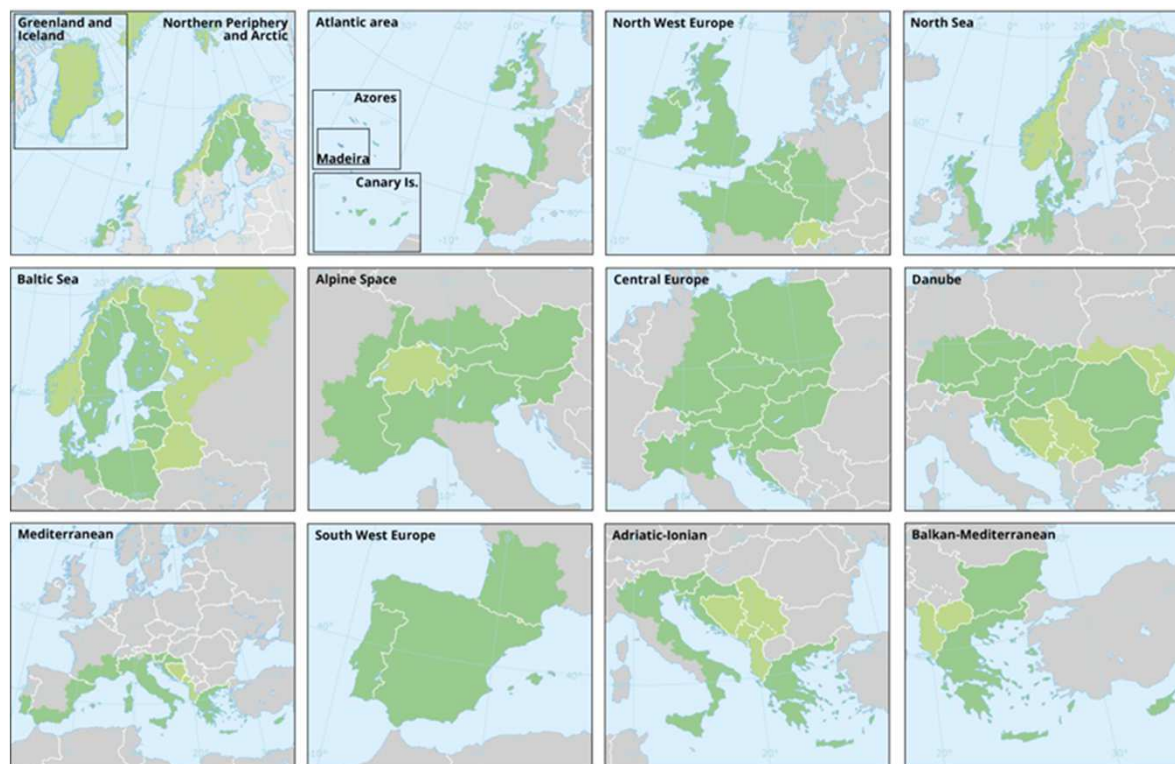 Greenland and
Iceland
Northern Periphery
and Arctic
Atlantic area
Azores
Madeira
Canary Is.
North West Europe
North Sea
Baltic Sea
Alpine Space
Central Europe
Danube
Mediterranean
South West Europe
Adriatic-Ionian
Balkan-Mediterranean